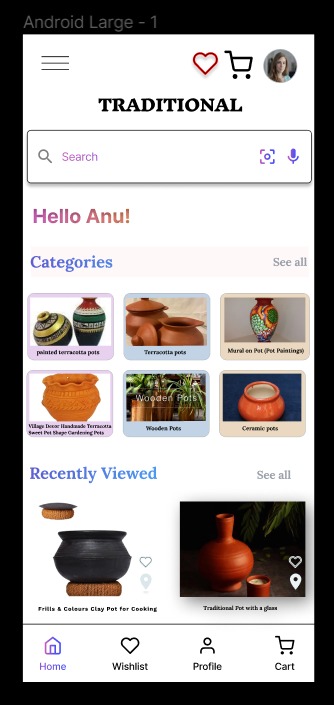 Android Large - 1
TRADITIONAL
Search
Hello Anu!
Categories
See all
painted terracotta pots
Terracotta pots
Mural on Pot (Pot Paintings)
Village Decor Handmade Terracotta
Sweet Pot Shape Gardening Pots
Wooden Pots
Wooden Pots
Ceramic pots
Recently Viewed
See all
Frills & Colours Clay Pot for Cooking
Traditional Pot with a glass
Home
Wishlist
Profile
Cart